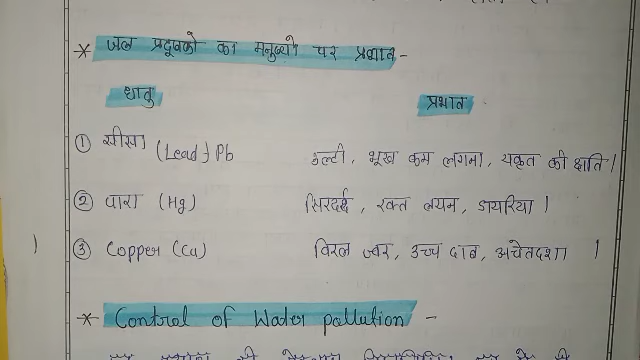 * जल प्रदूषको का मनुष्यो पर प्रभाव -
धातु प्रभाव
① सीसा (Lead) Pb उल्टी, भूख कम लगना, यकृत की क्षति।
② पारा (Hg) सिरदर्द, रक्त लयन, डायरिया।
③ Copper (Cu) विरल ज्वर, उच्च दाब, अचेतदशा ।
* Control of Water pollution -